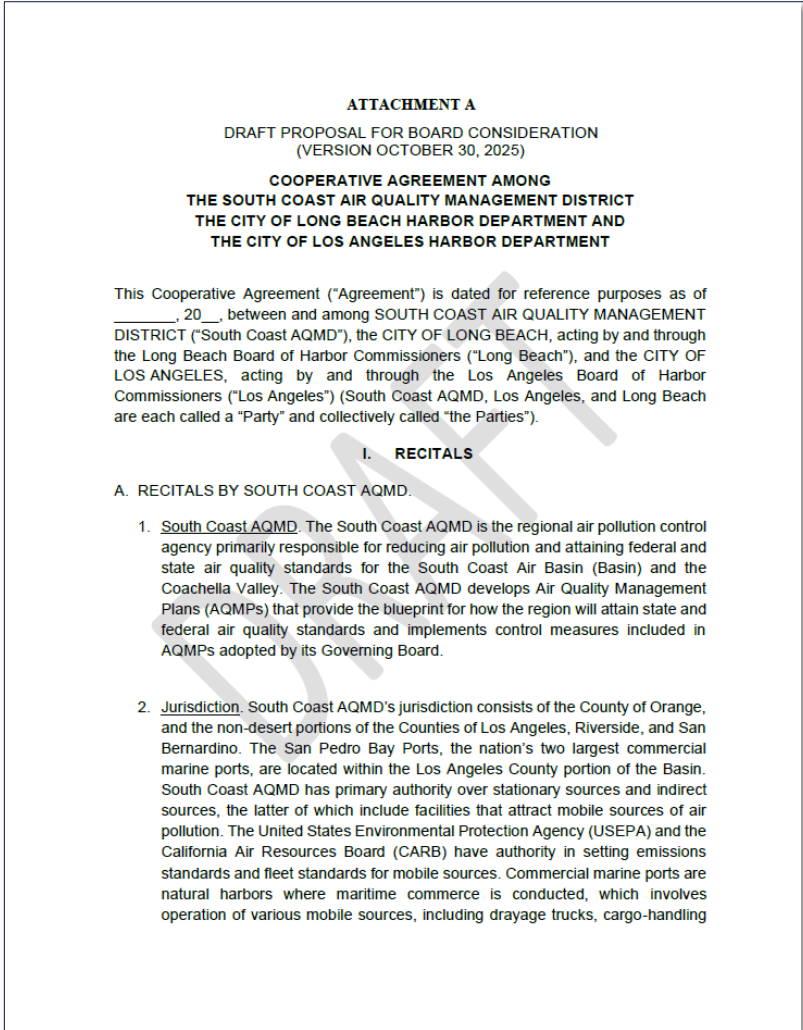 ATTACHMENT A
DRAFT PROPOSAL FOR BOARD CONSIDERATION
(VERSION OCTOBER 30, 2025)
COOPERATIVE AGREEMENT AMONG
THE SOUTH COAST AIR QUALITY MANAGEMENT DISTRICT
THE CITY OF LONG BEACH HARBOR DEPARTMENT AND
THE CITY OF LOS ANGELES HARBOR DEPARTMENT
This Cooperative Agreement (“Agreement”) is dated for reference purposes as of
_______, 20__, between and among SOUTH COAST AIR QUALITY MANAGEMENT
DISTRICT (“South Coast AQMD”), the CITY OF LONG BEACH, acting by and through
the Long Beach Board of Harbor Commissioners (“Long Beach”), and the CITY OF
LOS ANGELES, acting by and through the Los Angeles Board of Harbor
Commissioners (“Los Angeles”) (South Coast AQMD, Los Angeles, and Long Beach
are each called a “Party” and collectively called “the Parties”).
I. RECITALS
A. RECITALS BY SOUTH COAST AQMD.
1. South Coast AQMD. The South Coast AQMD is the regional air pollution control
agency primarily responsible for reducing air pollution and attaining federal and
state air quality standards for the South Coast Air Basin (Basin) and the
Coachella Valley. The South Coast AQMD develops Air Quality Management
Plans (AQMPs) that provide the blueprint for how the region will attain state and
federal air quality standards and implements control measures included in
AQMPs adopted by its Governing Board.
2. Jurisdiction. South Coast AQMD’s jurisdiction consists of the County of Orange,
and the non-desert portions of the Counties of Los Angeles, Riverside, and San
Bernardino. The San Pedro Bay Ports, the nation’s two largest commercial
marine ports, are located within the Los Angeles County portion of the Basin.
South Coast AQMD has primary authority over stationary sources and indirect
sources, the latter of which include facilities that attract mobile sources of air
pollution. The United States Environmental Protection Agency (USEPA) and the
California Air Resources Board (CARB) have authority in setting emissions
standards and fleet standards for mobile sources. Commercial marine ports are
natural harbors where maritime commerce is conducted, which involves
operation of various mobile sources, including drayage trucks, cargo-handling
DRAFT